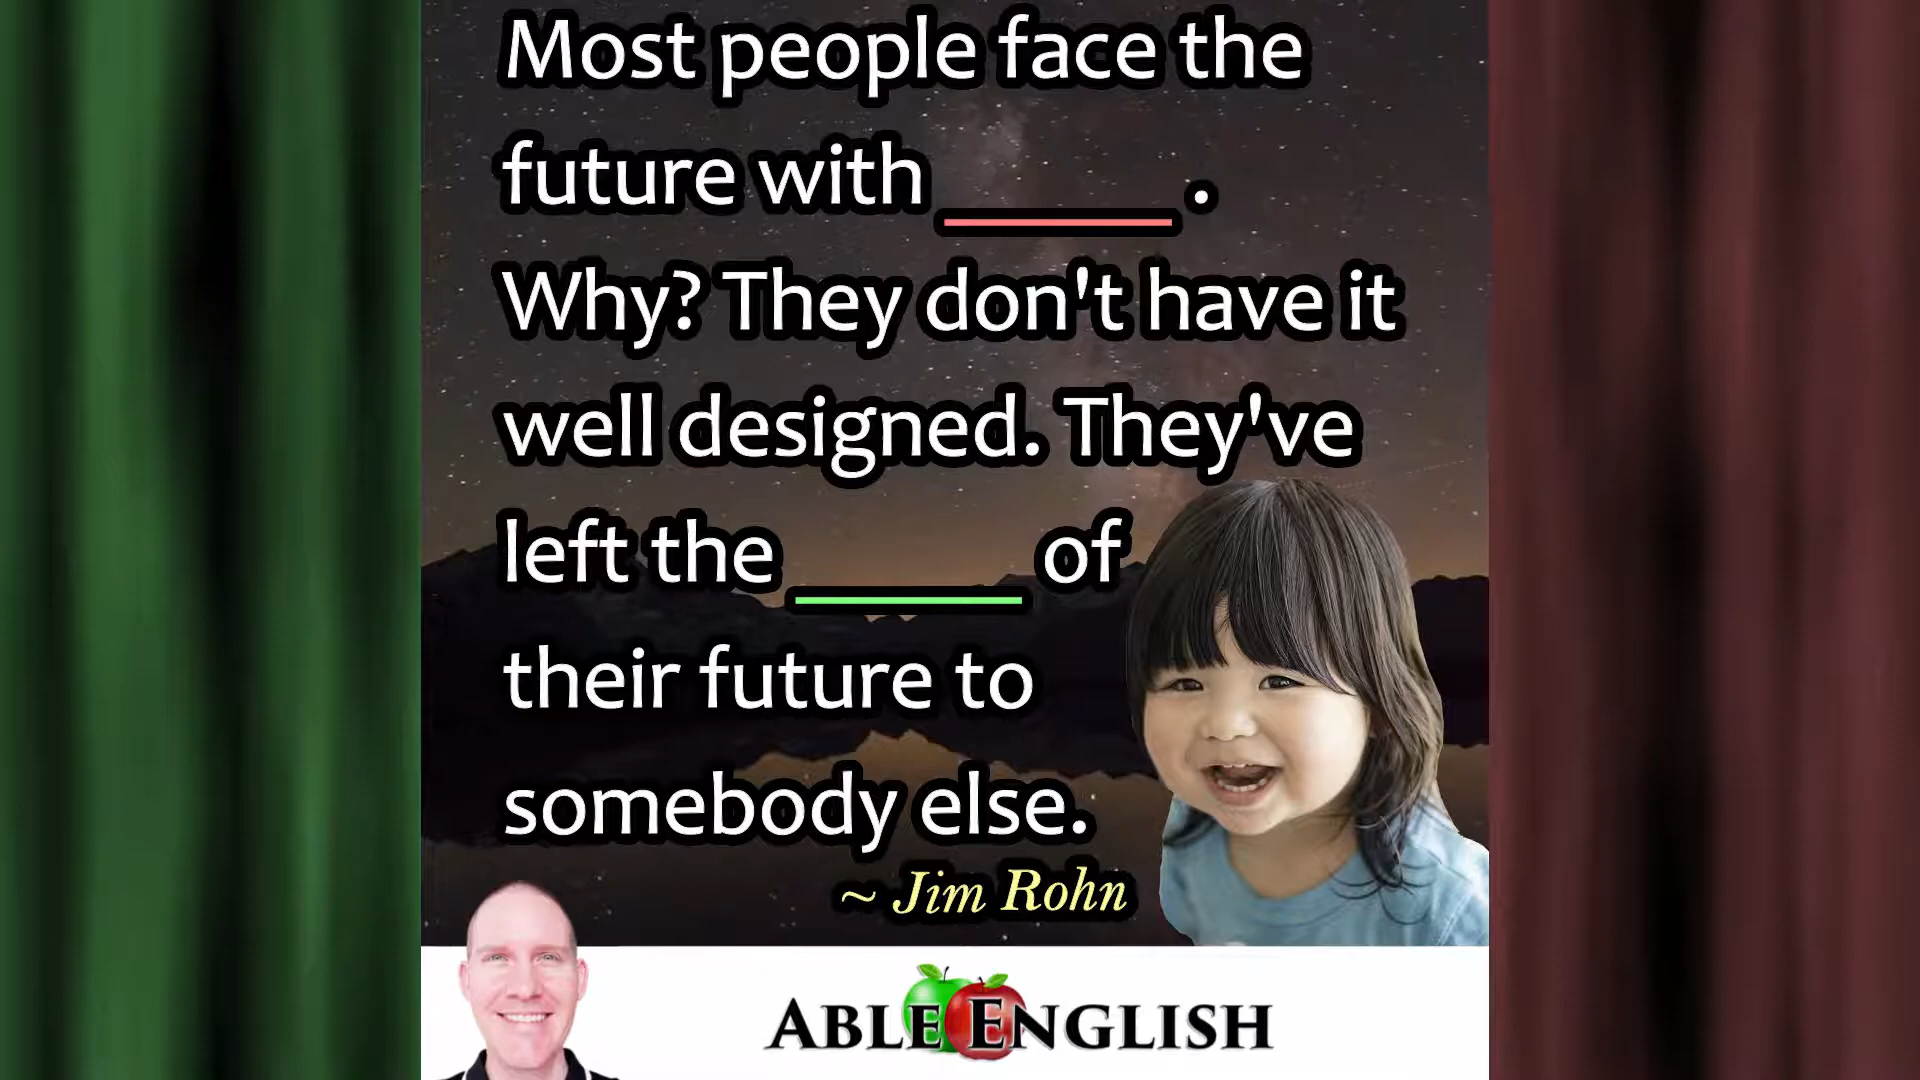 Most people face the
future with ______ .
Why? They don't have it
well designed. They've
left the ______ of
their future to
somebody else.
~ Jim Rohn
ABLE ENGLISH